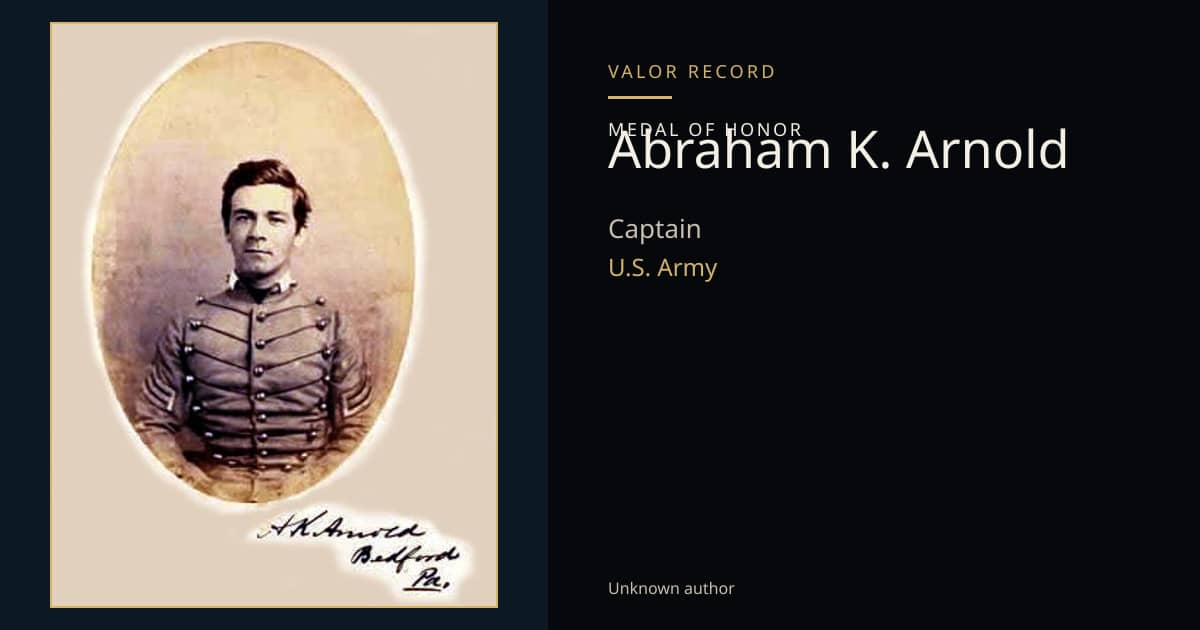 VALOR RECORD
MEDAL OF HONOR
Abraham K. Arnold
Captain
U.S. Army
A K Arnold
Bedford
Pa.
Unknown author